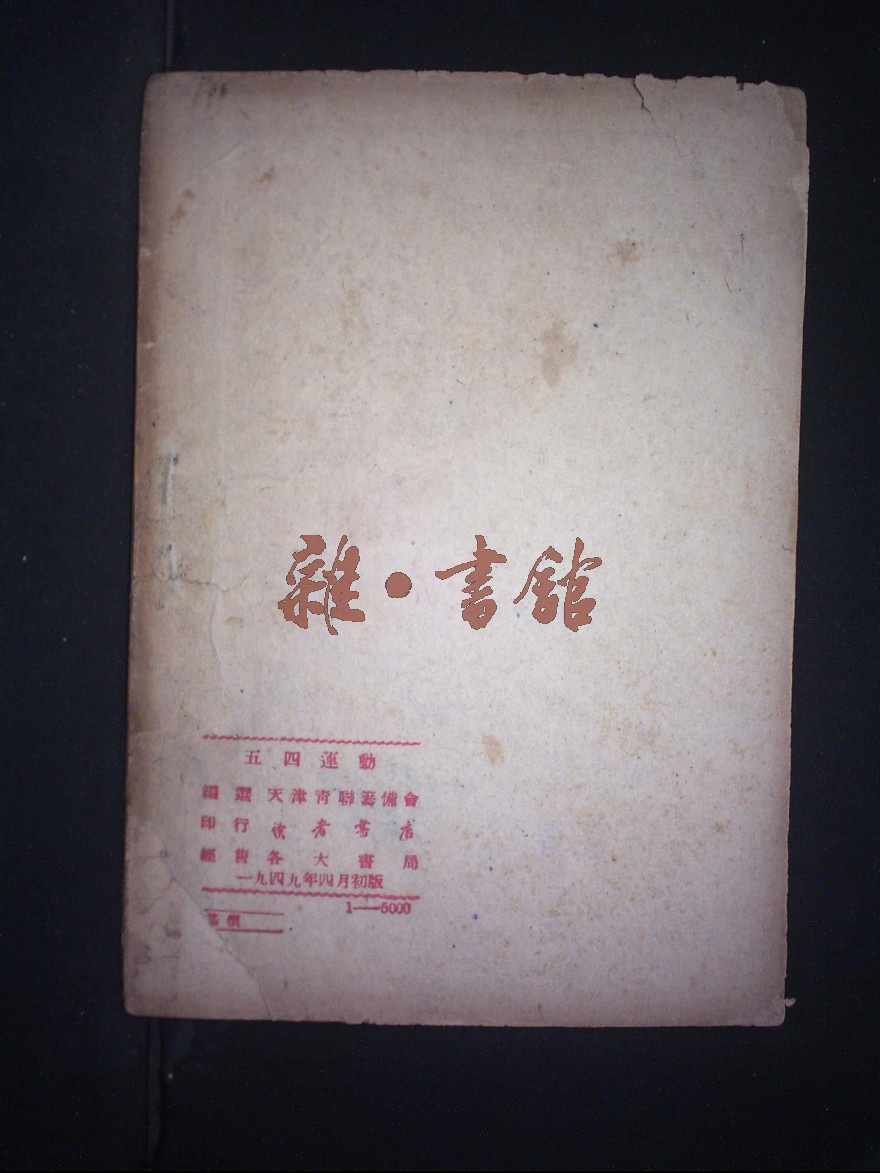 雜·書館
五四運動
編選 天津青聯籌備會
印行 讀者書店
經售 各大書局
一九四九年四月初版
1——5000
基價